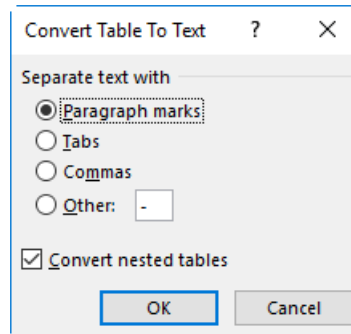 Convert Table To Text ? ×
Separate text with
Paragraph marks
Tabs
Commas
Other: -
Convert nested tables
OK Cancel